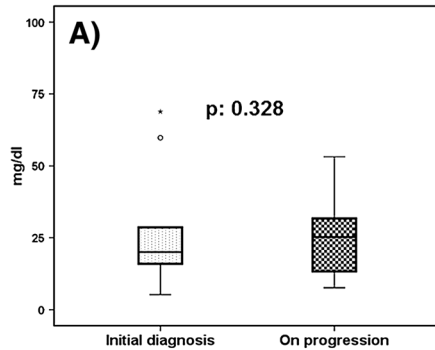 A)
p: 0.328
mg/dl
100
75
50
25
0
Initial diagnosis
On progression